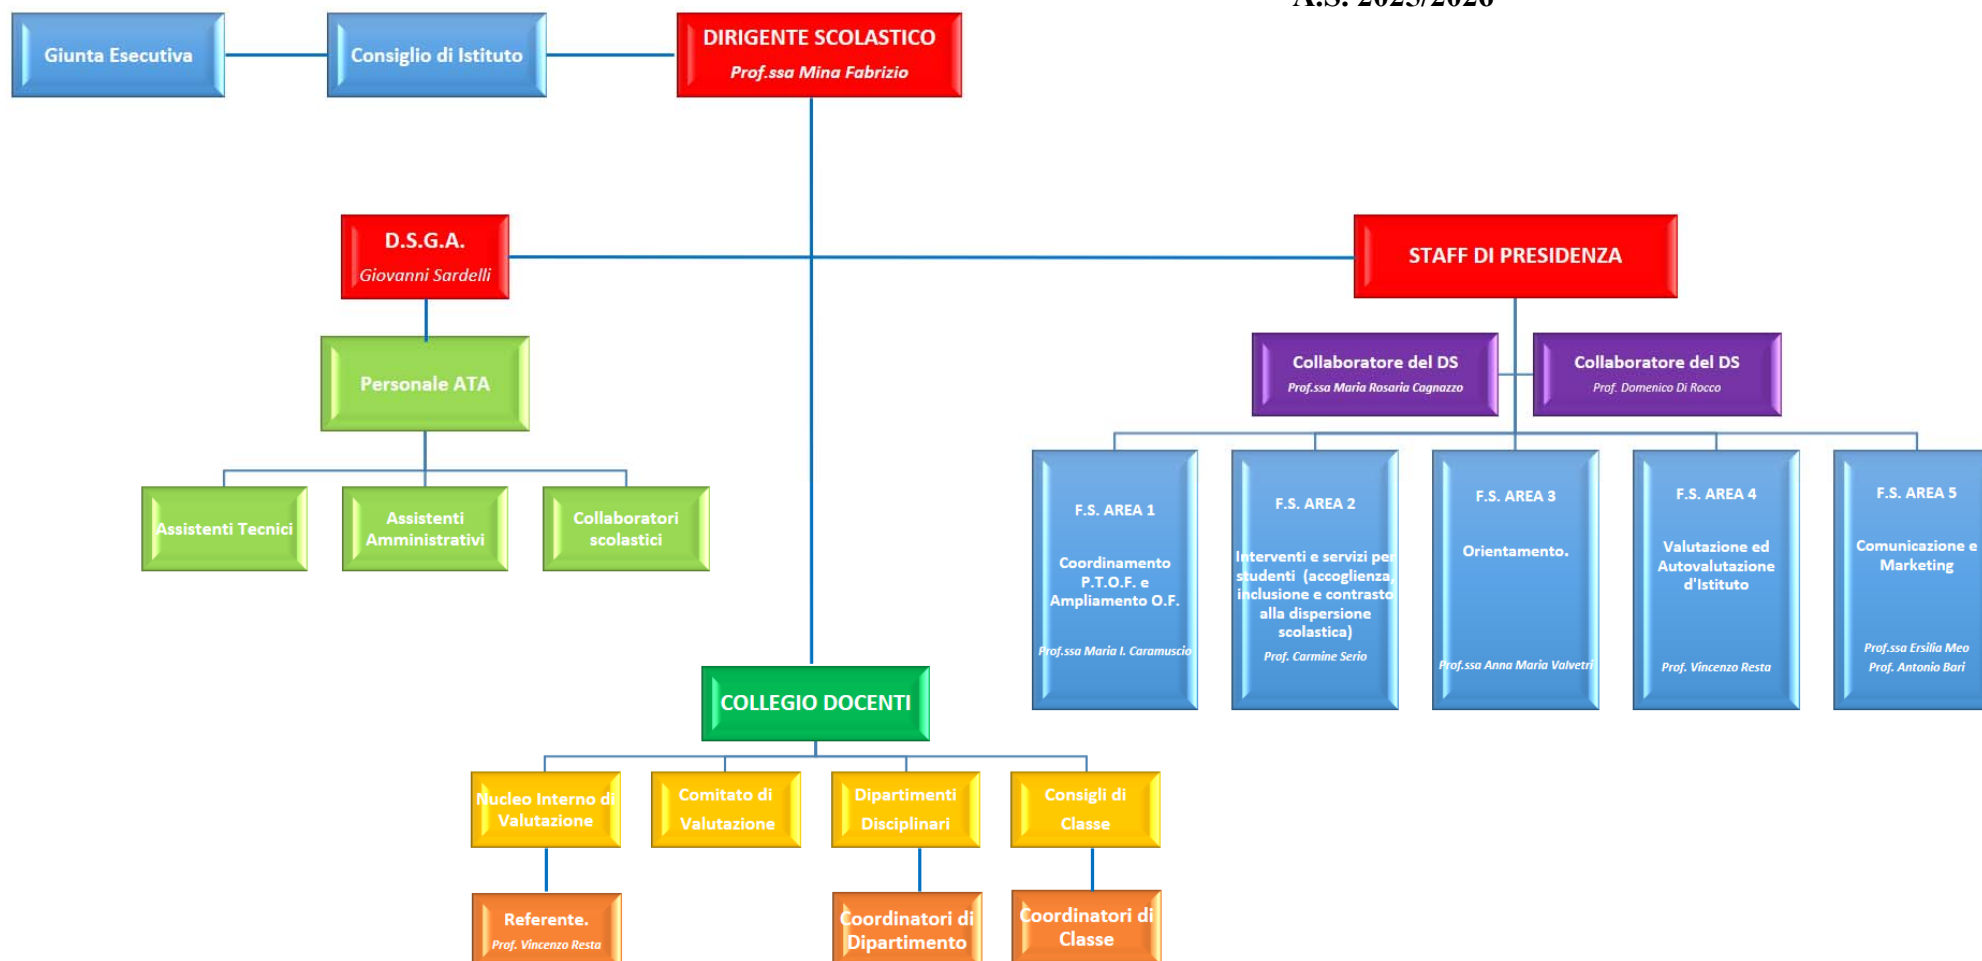 A.S. 2025/2026
Giunta Esecutiva
Consiglio di Istituto
DIRIGENTE SCOLASTICO
Prof.ssa Mina Fabrizio
D.S.G.A.
Giovanni Sardelli
STAFF DI PRESIDENZA
Personale ATA
Collaboratore del DS
Prof.ssa Maria Rosaria Cagnazzo
Collaboratore del DS
Prof. Domenico Di Rocco
Assistenti Tecnici
Assistenti
Amministrativi
Collaboratori
scolastici
F.S. AREA 1
Coordinamento
P.T.O.F. e
Ampliamento O.F.
Prof.ssa Maria I. Caramuscio
F.S. AREA 2
Interventi e servizi per
studenti (accoglienza,
inclusione e contrasto
alla dispersione
scolastica)
Prof. Carmine Serio
F.S. AREA 3
Orientamento.
Prof.ssa Anna Maria Valvetri
F.S. AREA 4
Valutazione ed
Autovalutazione
d'Istituto
Prof. Vincenzo Resta
F.S. AREA 5
Comunicazione e
Marketing
Prof.ssa Ersilia Meo
Prof. Antonio Bari
COLLEGIO DOCENTI
Nucleo Interno di
Valutazione
Comitato di
Valutazione
Dipartimenti
Disciplinari
Consigli di
Classe
Referente.
Prof. Vincenzo Resta
Coordinatori di
Dipartimento
Coordinatori di
Classe